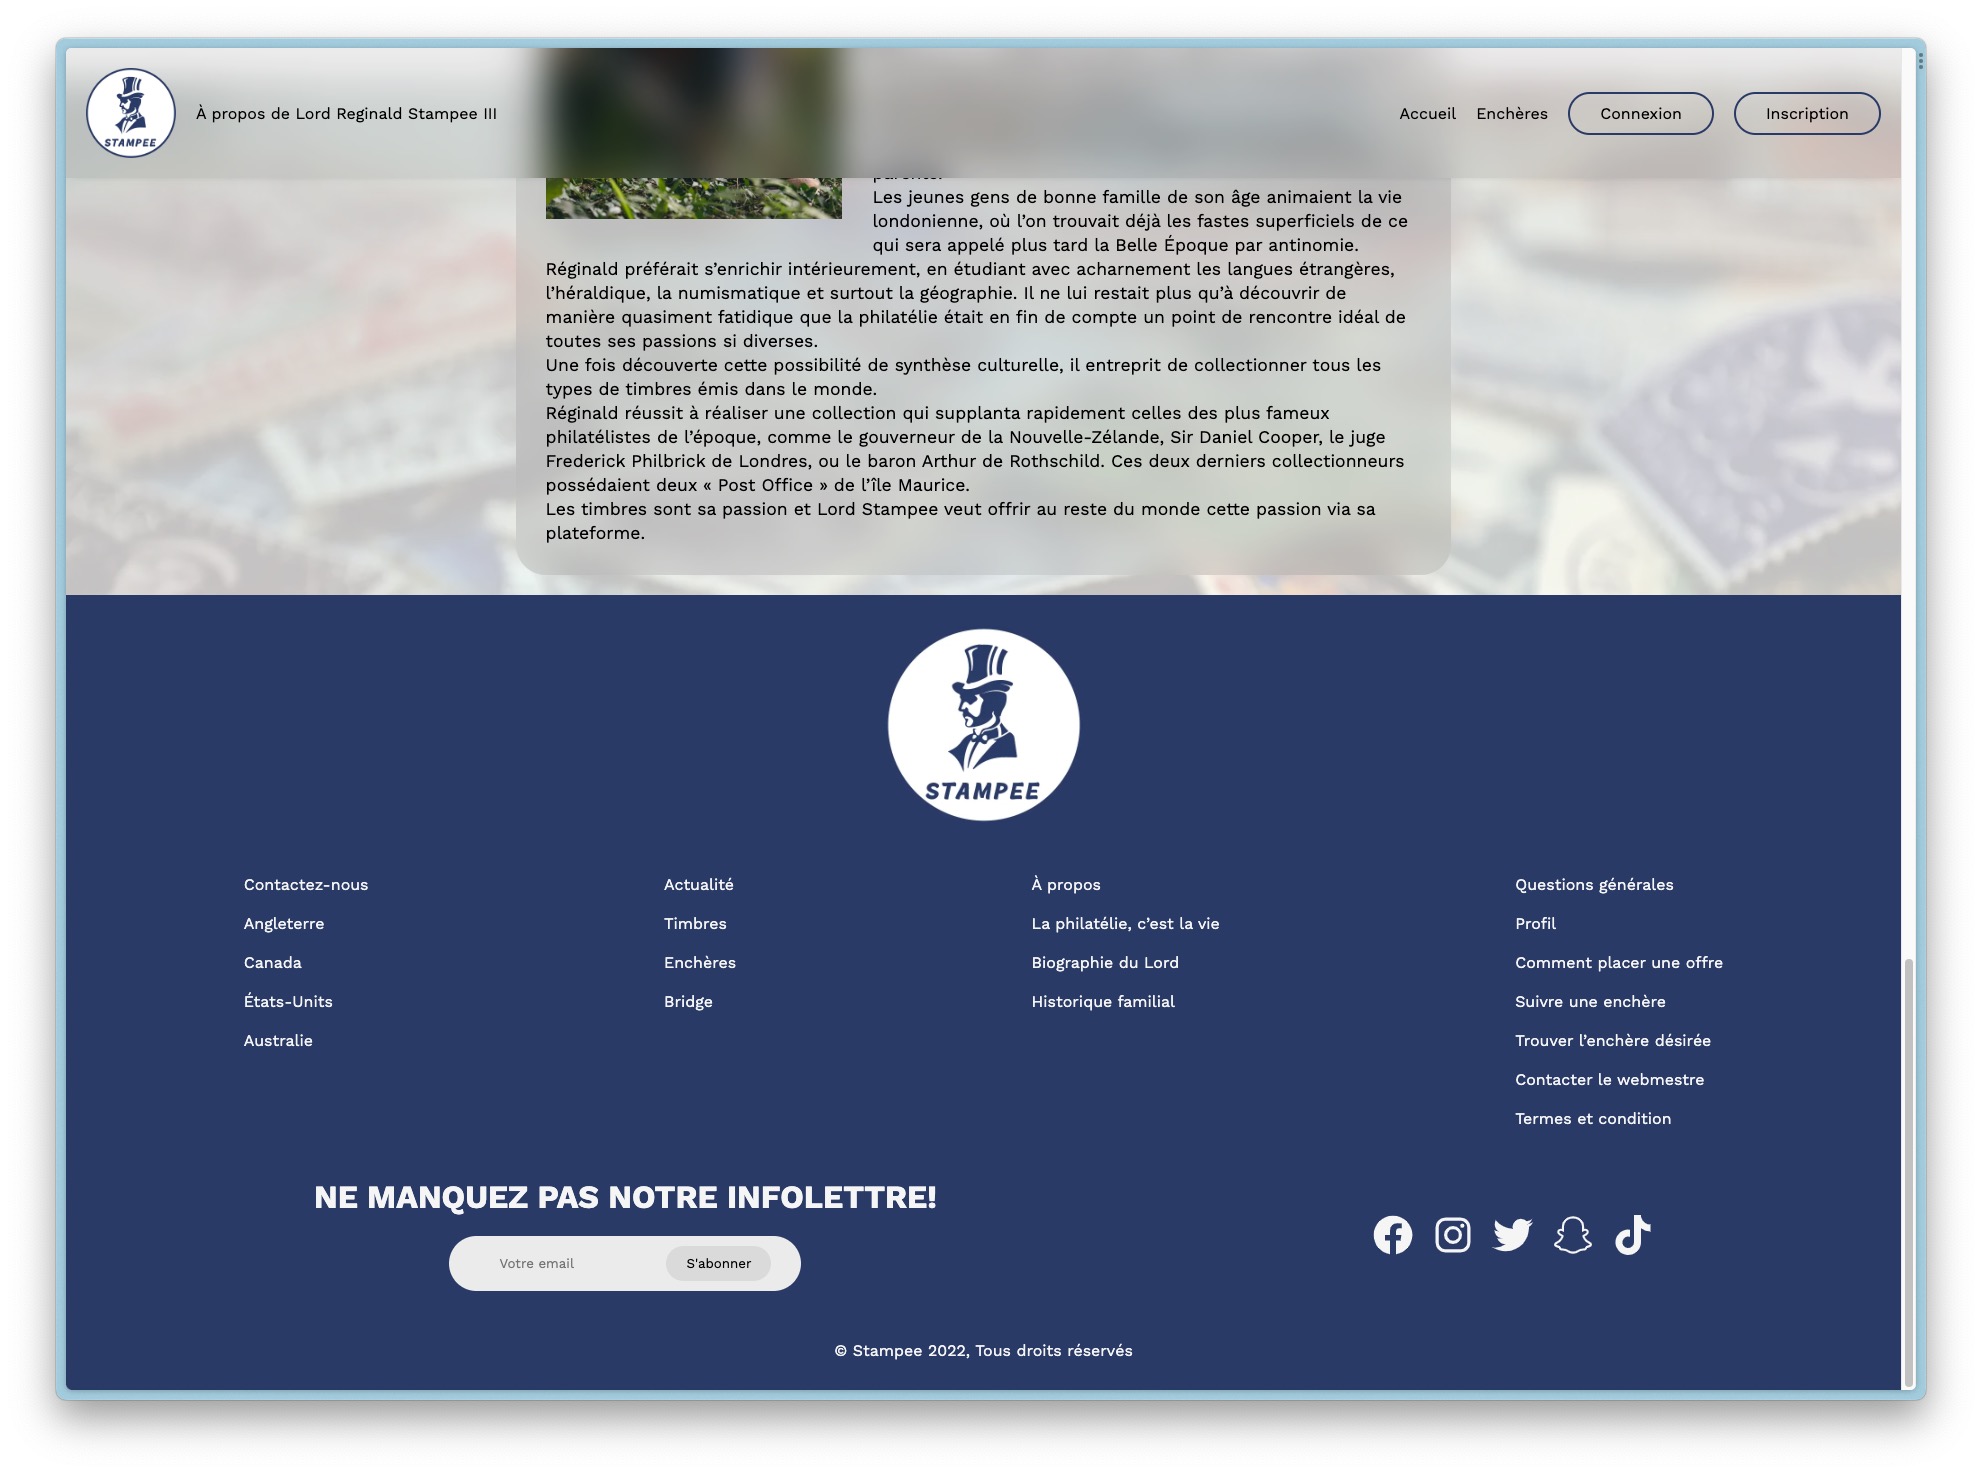 STAMPEE
À propos de Lord Reginald Stampee III
Accueil
Enchères
Connexion
Inscription
parents.
Les jeunes gens de bonne famille de son âge animaient la vie
londonienne, où l’on trouvait déjà les fastes superficiels de ce
qui sera appelé plus tard la Belle Époque par antinomie.
Réginald préférait s’enrichir intérieurement, en étudiant avec acharnement les langues étrangères,
l’héraldique, la numismatique et surtout la géographie. Il ne lui restait plus qu’à découvrir de
manière quasiment fatidique que la philatélie était en fin de compte un point de rencontre idéal de
toutes ses passions si diverses.
Une fois découverte cette possibilité de synthèse culturelle, il entreprit de collectionner tous les
types de timbres émis dans le monde.
Réginald réussit à réaliser une collection qui supplanta rapidement celles des plus fameux
philatélistes de l’époque, comme le gouverneur de la Nouvelle-Zélande, Sir Daniel Cooper, le juge
Frederick Philbrick de Londres, ou le baron Arthur de Rothschild. Ces deux derniers collectionneurs
possédaient deux « Post Office » de l’île Maurice.
Les timbres sont sa passion et Lord Stampee veut offrir au reste du monde cette passion via sa
plateforme.
STAMPEE
Contactez-nous
Angleterre
Canada
États-Units
Australie
Actualité
Timbres
Enchères
Bridge
À propos
La philatélie, c’est la vie
Biographie du Lord
Historique familial
Questions générales
Profil
Comment placer une offre
Suivre une enchère
Trouver l’enchère désirée
Contacter le webmestre
Termes et condition
NE MANQUEZ PAS NOTRE INFOLETTRE!
Votre email
S'abonner
© Stampee 2022, Tous droits réservés